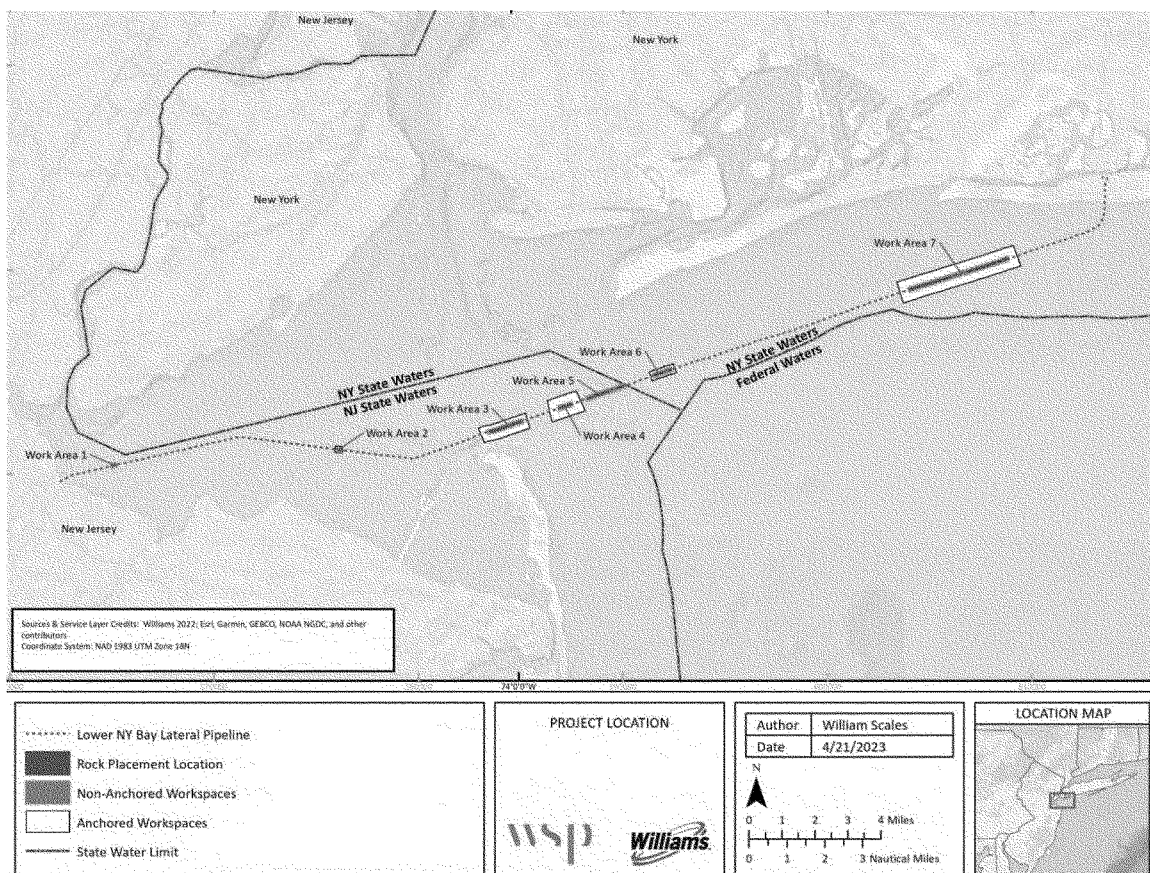 New Jersey
New York
New York
Work Area 7
Work Area 6
NY State Waters
Federal Waters
NY State Waters
NJ State Waters
Work Area 5
Work Area 3
Work Area 4
Work Area 2
Work Area 1
New Jersey
Sources & Service Layer Credits: Williams 2022; Esri, Garmin, GEBCO, NOAA NGDC, and other
contributors
Coordinate System: NAD 1983 UTM Zone 18N
74°0'0"W
Lower NY Bay Lateral Pipeline
Rock Placement Location
Non-Anchored Workspaces
Anchored Workspaces
State Water Limit
PROJECT LOCATION
wsp
Williams
Author William Scales
Date 4/21/2023
N
0 1 2 3 4 Miles
0 1 2 3 Nautical Miles
LOCATION MAP